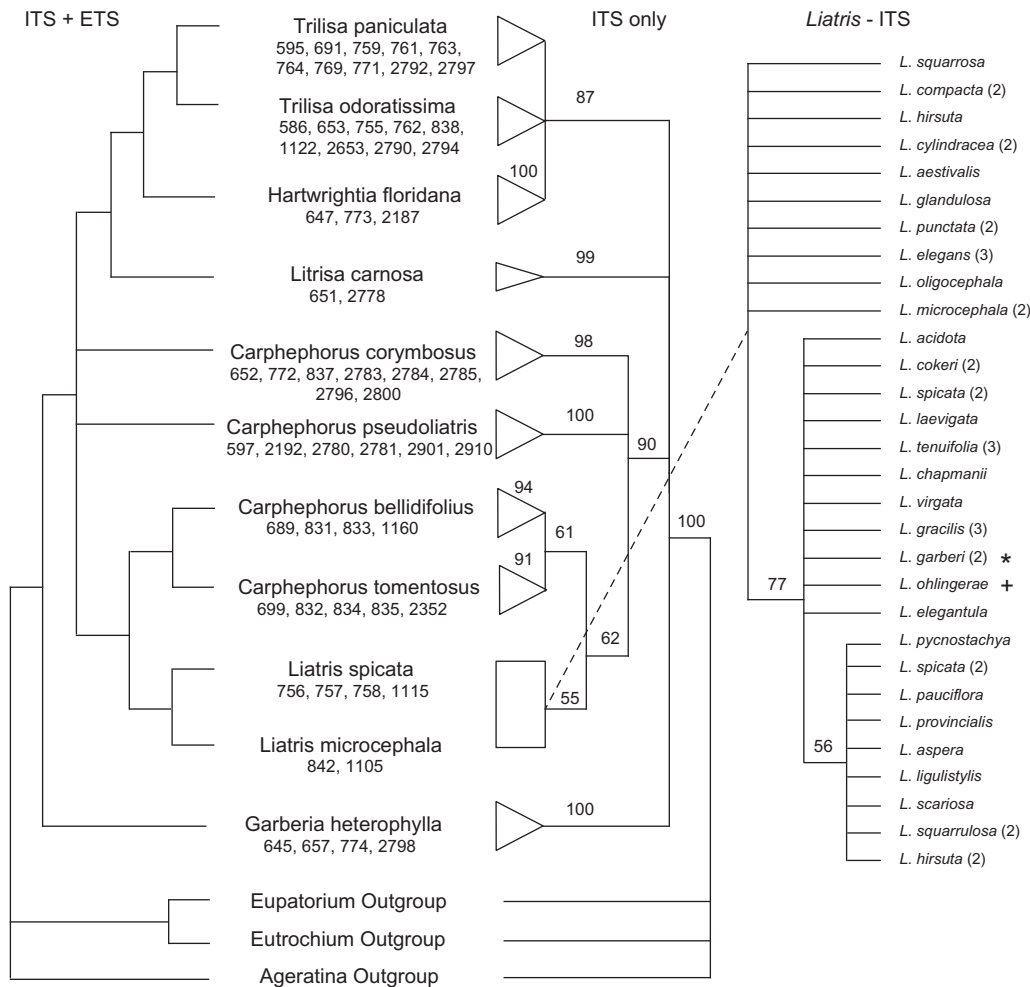 ITS + ETS
ITS only
Liatris - ITS
Trilisa paniculata
595, 691, 759, 761, 763,
764, 769, 771, 2792, 2797
Trilisa odoratissima
586, 653, 755, 762, 838,
1122, 2653, 2790, 2794
Hartwrightia floridana
647, 773, 2187
Litrisa carnosa
651, 2778
Carphephorus corymbosus
652, 772, 837, 2783, 2784, 2785,
2796, 2800
Carphephorus pseudoliatris
597, 2192, 2780, 2781, 2901, 2910
Carphephorus bellidifolius
689, 831, 833, 1160
Carphephorus tomentosus
699, 832, 834, 835, 2352
Liatris spicata
756, 757, 758, 1115
Liatris microcephala
842, 1105
Garberia heterophylla
645, 657, 774, 2798
Eupatorium Outgroup
Eutrochium Outgroup
Ageratina Outgroup
87
100
99
98
100
90
94
61
91
100
62
55
100
L. squarrosa
L. compacta (2)
L. hirsuta
L. cylindracea (2)
L. aestivalis
L. glandulosa
L. punctata (2)
L. elegans (3)
L. oligocephala
L. microcephala (2)
L. acidota
L. cokeri (2)
L. spicata (2)
L. laevigata
L. tenuifolia (3)
L. chapmanii
L. virgata
L. gracilis (3)
L. garberi (2) *
77
L. ohlingerae +
L. elegantula
L. pycnostachya
L. spicata (2)
L. pauciflora
L. provincialis
56
L. aspera
L. ligulistylis
L. scariosa
L. squarrulosa (2)
L. hirsuta (2)